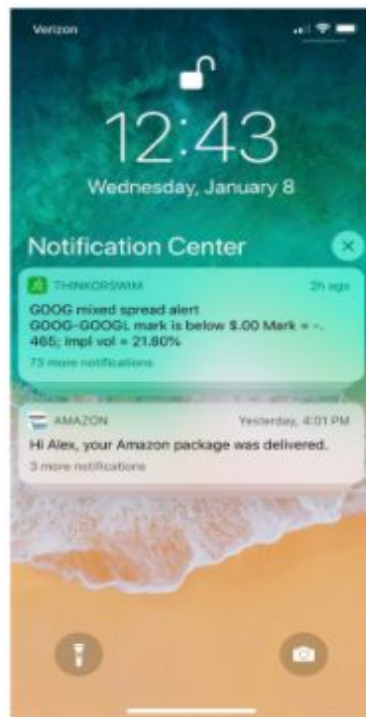 Verizon
12:43
Wednesday, January 8
Notification Center
THINKORSWIM 2h ago
GOOG mixed spread alert
GOOG-GOOGL mark is below $.00 Mark = -.
465; impl vol = 21.80%
73 more notifications
AMAZON Yesterday, 4:01 PM
Hi Alex, your Amazon package was delivered.
3 more notifications